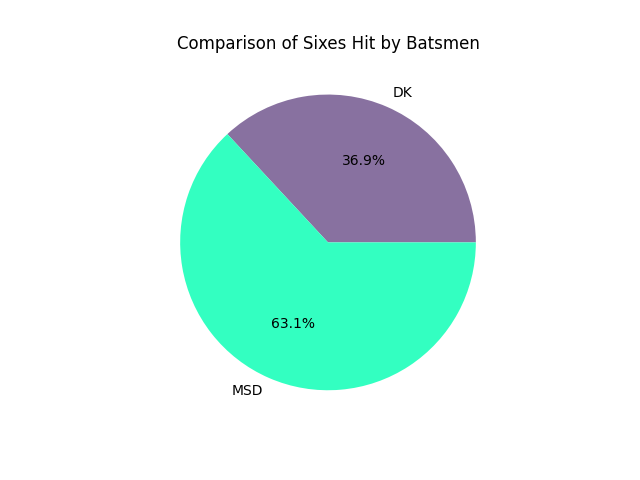 Comparison of Sixes Hit by Batsmen
DK
36.9%
63.1%
MSD